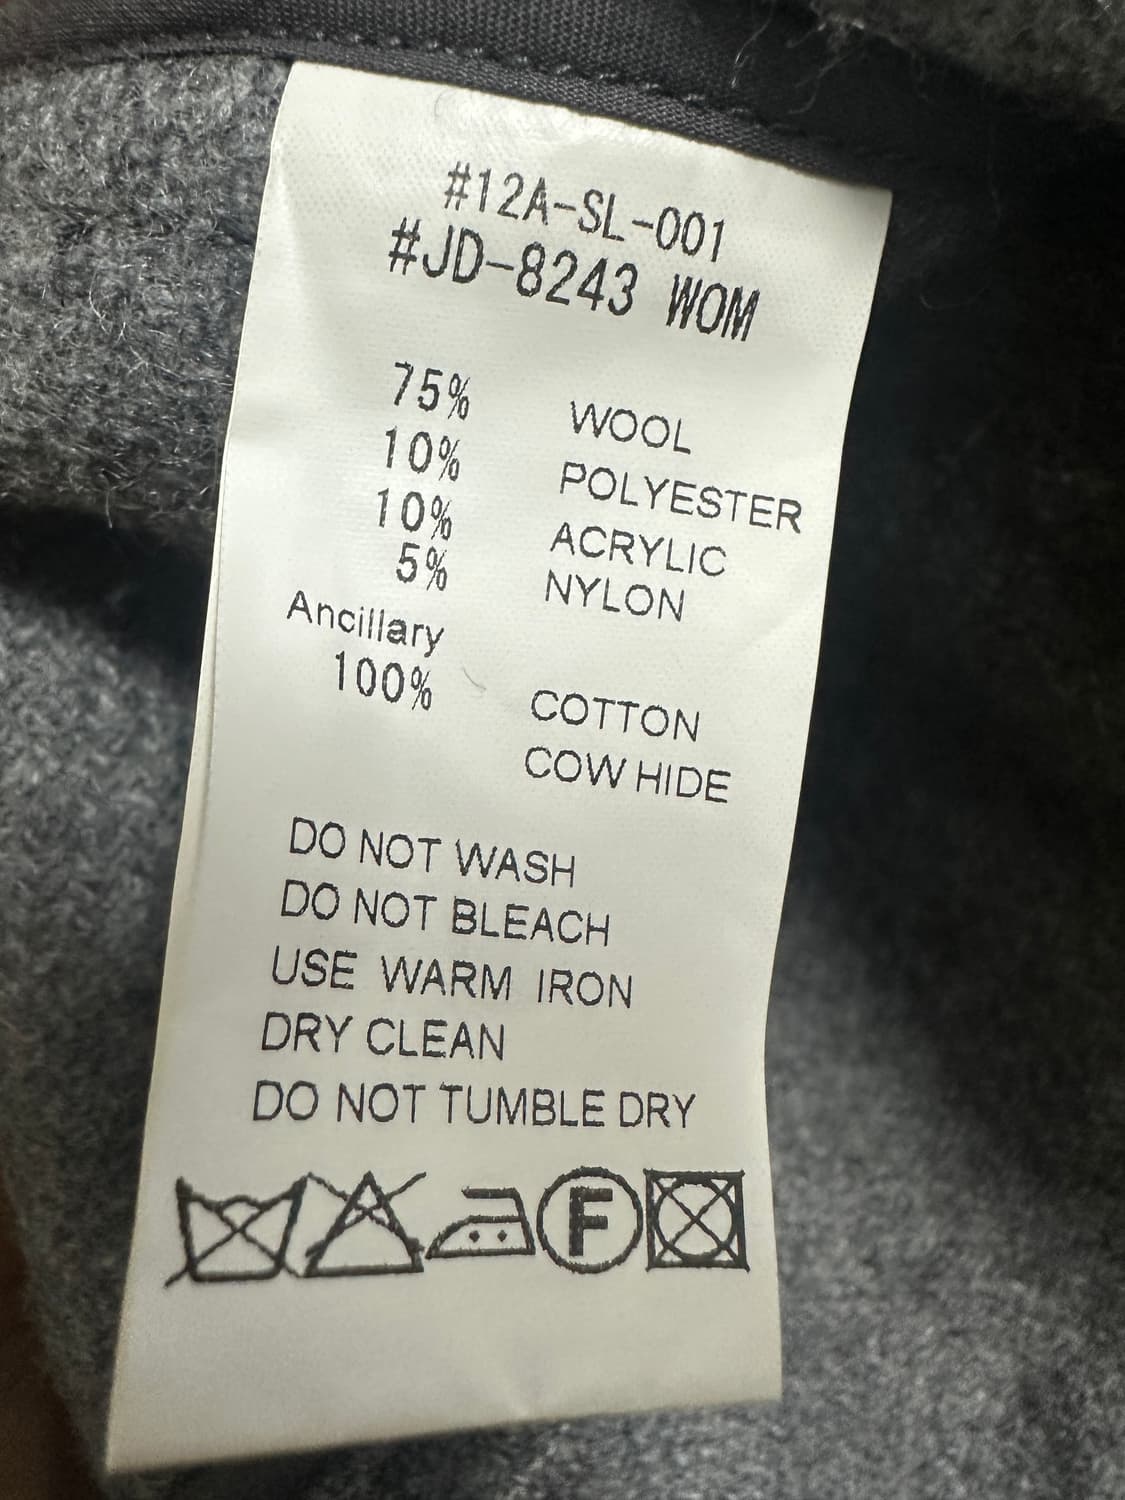 #12A-SL-001
#JD-8243 WOM
75% WOOL
10% POLYESTER
10% ACRYLIC
5% NYLON
Ancillary
100% COTTON
COW HIDE
DO NOT WASH
DO NOT BLEACH
USE WARM IRON
DRY CLEAN
DO NOT TUMBLE DRY
F